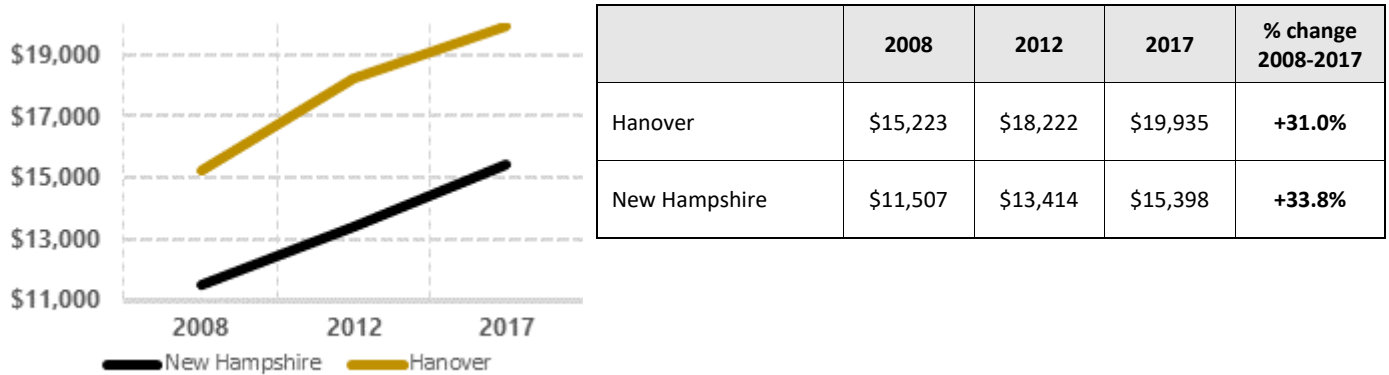 $19,000
$17,000
$15,000
$13,000
$11,000
2008 2012 2017
New Hampshire Hanover
2008 2012 2017 % change
2008-2017
Hanover $15,223 $18,222 $19,935 +31.0%
New Hampshire $11,507 $13,414 $15,398 +33.8%